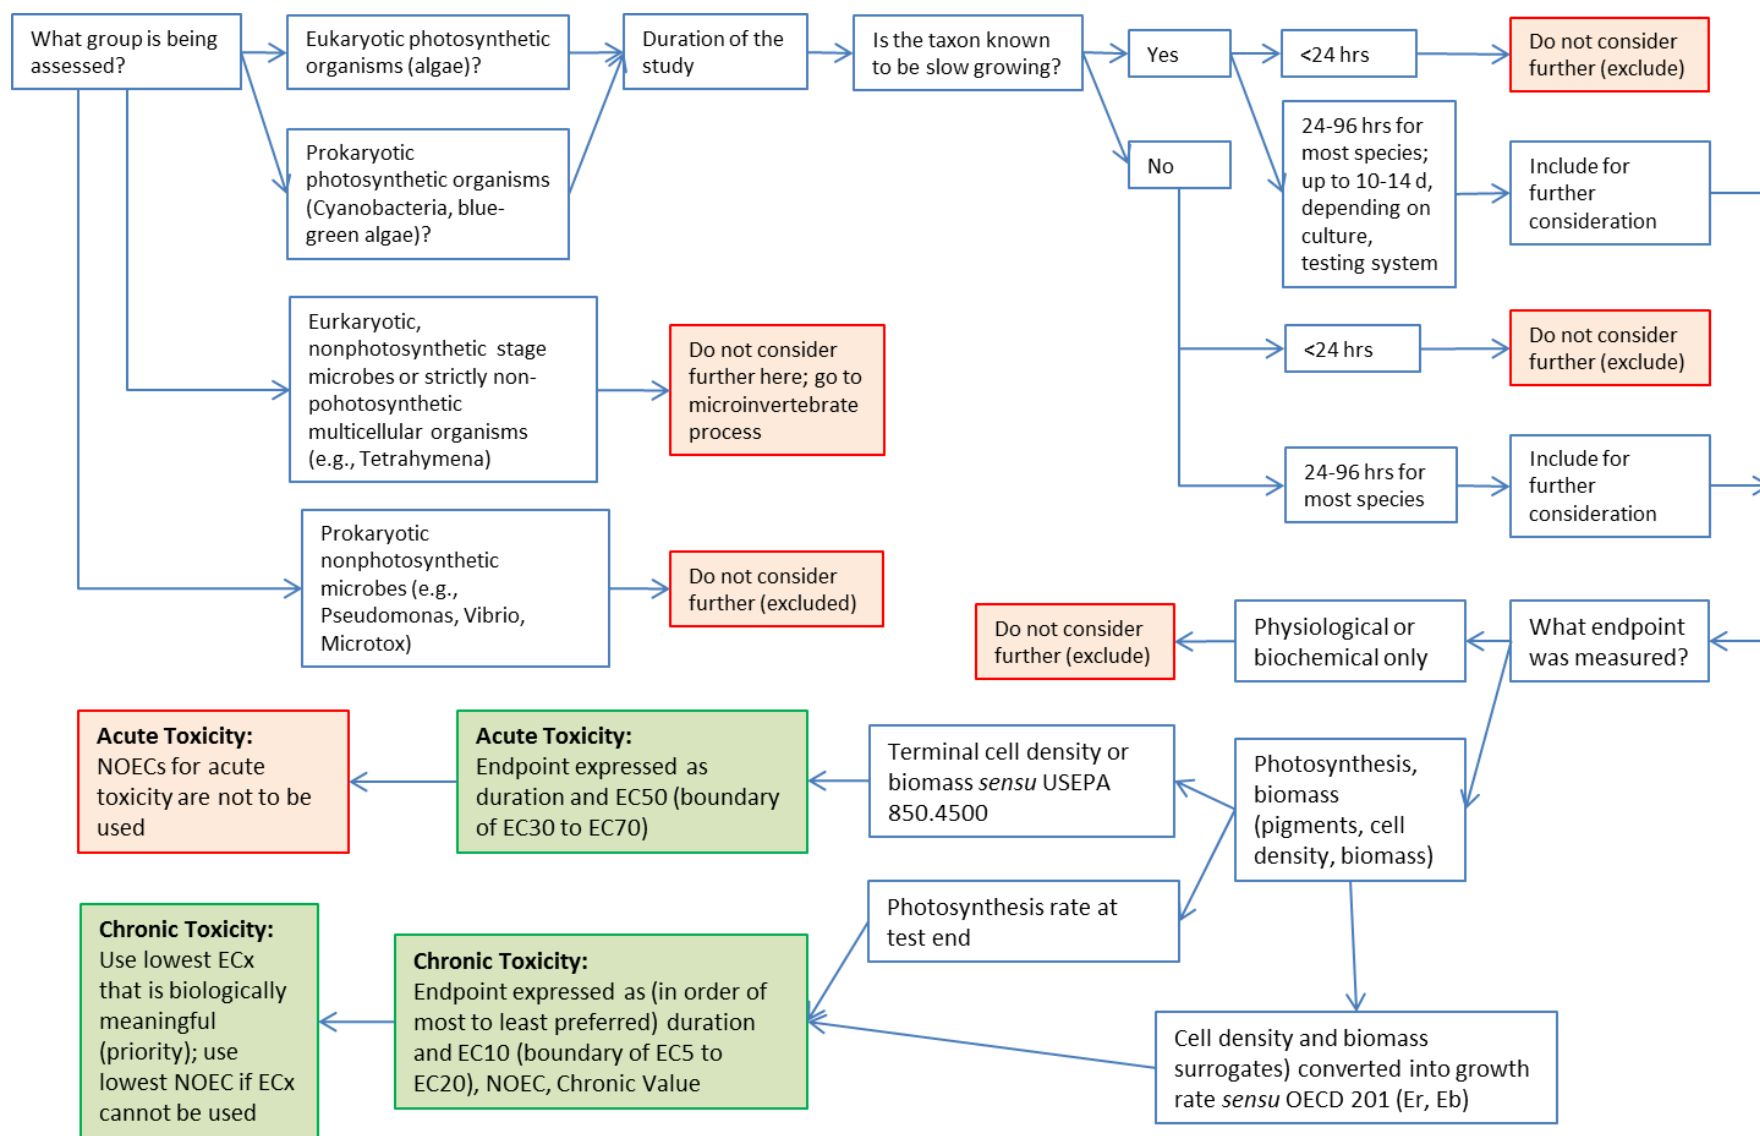 What group is being
assessed?
Eukaryotic photosynthetic
organisms (algae)?
Duration of the
study
Is the taxon known
to be slow growing?
Yes
<24 hrs
Do not consider
further (exclude)
Prokaryotic
photosynthetic organisms
(Cyanobacteria, blue-
green algae)?
No
24-96 hrs for
most species;
up to 10-14 d,
depending on
culture,
testing system
Include for
further
consideration
Eurkaryotic,
nonphotosynthetic stage
microbes or strictly non-
pohotosynthetic
multicellular organisms
(e.g., Tetrahymena)
Do not consider
further here; go to
microinvertebrate
process
<24 hrs
Do not consider
further (exclude)
24-96 hrs for
most species
Include for
further
consideration
Prokaryotic
nonphotosynthetic
microbes (e.g.,
Pseudomonas, Vibrio,
Microtox)
Do not consider
further (excluded)
Do not consider
further (exclude)
Physiological or
biochemical only
What endpoint
was measured?
Acute Toxicity:
NOECs for acute
toxicity are not to be
used
Acute Toxicity:
Endpoint expressed as
duration and EC50 (boundary
of EC30 to EC70)
Terminal cell density or
biomass sensu USEPA
850.4500
Photosynthesis,
biomass
(pigments, cell
density, biomass)
Photosynthesis rate at
test end
Chronic Toxicity:
Use lowest ECx
that is biologically
meaningful
(priority); use
lowest NOEC if ECx
cannot be used
Chronic Toxicity:
Endpoint expressed as (in order of
most to least preferred) duration
and EC10 (boundary of EC5 to
EC20), NOEC, Chronic Value
Cell density and biomass
surrogates) converted into growth
rate sensu OECD 201 (Er, Eb)